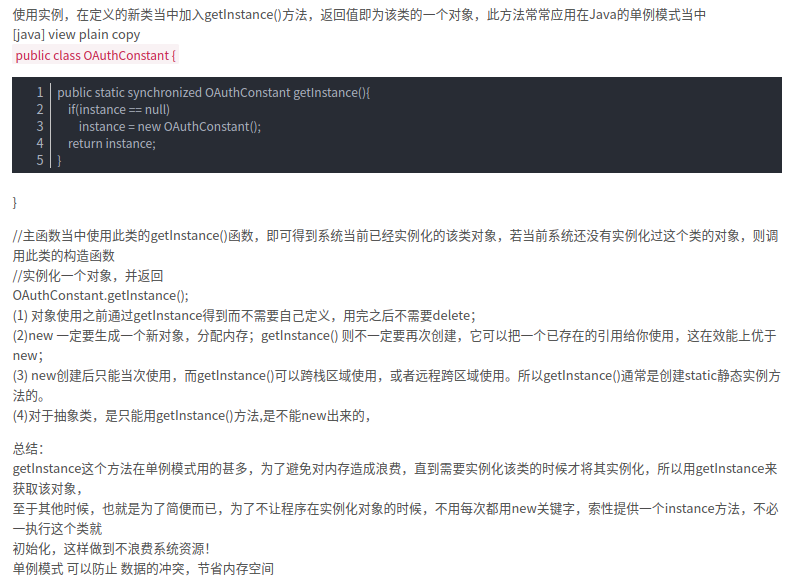 使用实例，在定义的新类当中加入getInstance()方法，返回值即为该类的一个对象，此方法常常应用在Java的单例模式当中
[java] view plain copy
public class OAuthConstant {
1 public static synchronized OAuthConstant getInstance(){
2 if(instance == null)
3 instance = new OAuthConstant();
4 return instance;
5 }
}
//主函数当中使用此类的getInstance()函数，即可得到系统当前已经实例化的该类对象，若当前系统还没有实例化过这个类的对象，则调
用此类的构造函数
//实例化一个对象，并返回
OAuthConstant.getInstance();
(1) 对象使用之前通过getInstance得到而不需要自己定义，用完之后不需要delete；
(2)new 一定要生成一个新对象，分配内存；getInstance() 则不一定要再次创建，它可以把一个已存在的引用给你使用，这在效能上优于
new；
(3) new创建后只能当次使用，而getInstance()可以跨栈区域使用，或者远程跨区域使用。所以getInstance()通常是创建static静态实例方
法的。
(4)对于抽象类，是只能用getInstance()方法,是不能new出来的，
总结：
getInstance这个方法在单例模式用的甚多，为了避免对内存造成浪费，直到需要实例化该类的时候才将其实例化，所以用getInstance来
获取该对象，
至于其他时候，也就是为了简便而已，为了不让程序在实例化对象的时候，不用每次都用new关键字，索性提供一个instance方法，不必
一执行这个类就
初始化，这样做到不浪费系统资源！
单例模式 可以防止 数据的冲突，节省内存空间